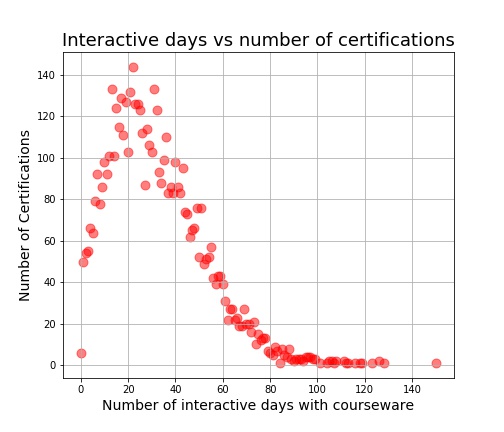 Interactive days vs number of certifications
140
120
100
80
60
40
20
0
Number of Certifications
0 20 40 60 80 100 120 140
Number of interactive days with courseware